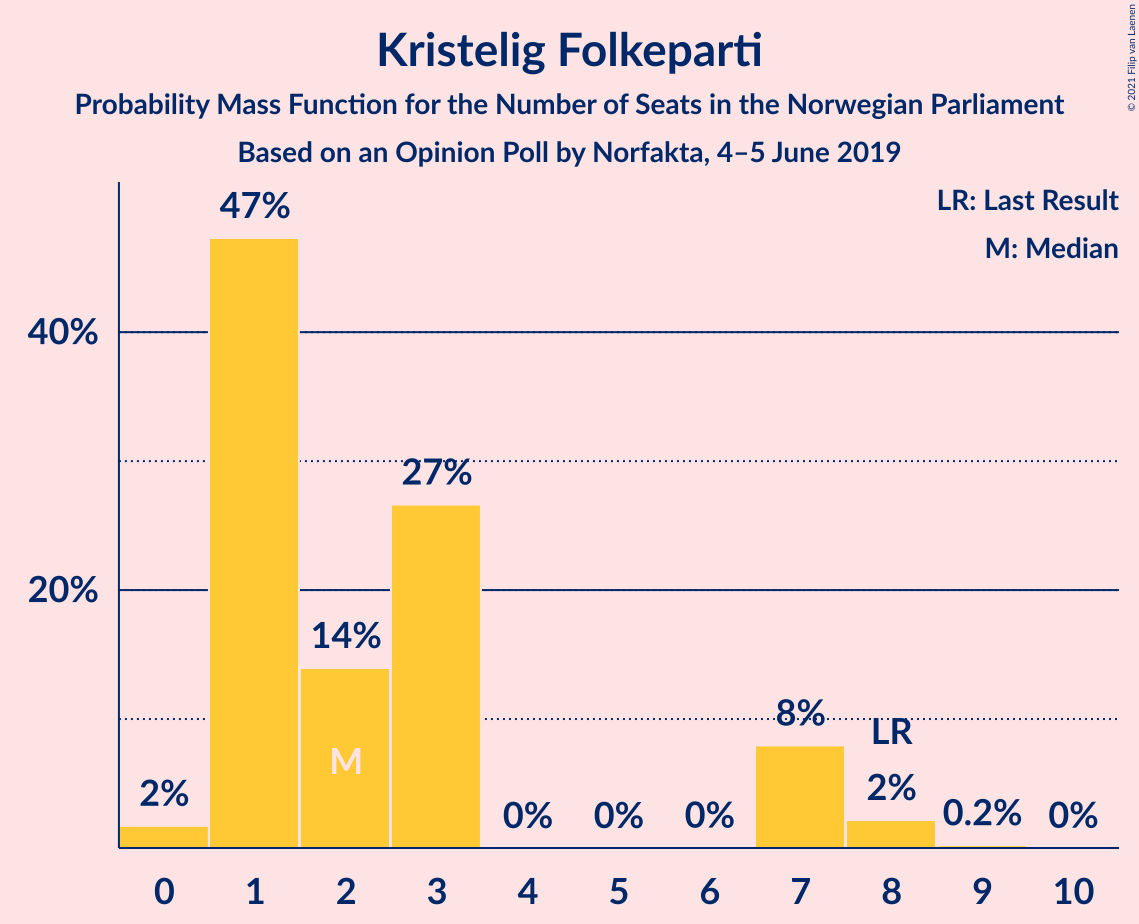 Kristelig Folkeparti
Probability Mass Function for the Number of Seats in the Norwegian Parliament
Based on an Opinion Poll by Norfakta, 4–5 June 2019
© 2021 Filip van Laenen
LR: Last Result
M: Median
47%
40%
27%
20%
14%
8%
LR
M
2%
2%
0%
0%
0%
0.2%
0%
0 1 2 3 4 5 6 7 8 9 10